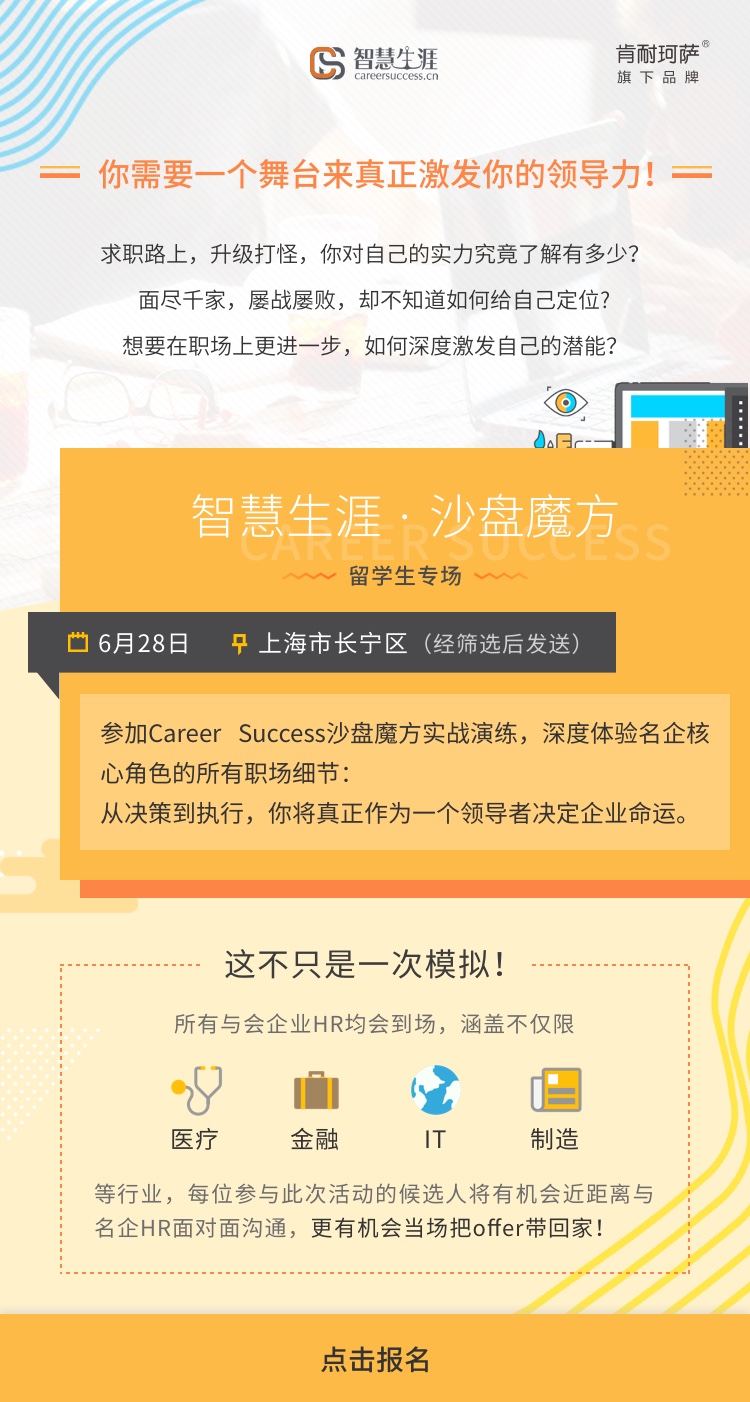 智慧生涯
careersuccess.cn
肯耐珂萨®
旗下品牌
你需要一个舞台来真正激发你的领导力！
求职路上，升级打怪，你对自己的实力究竟了解有多少？
面尽千家，屡战屡败，却不知道如何给自己定位？
想要在职场上更进一步，如何深度激发自己的潜能？
智慧生涯·沙盘魔方
CAREER SUCCESS
留学生专场
6月28日 上海市长宁区（经筛选后发送）
参加Career Success沙盘魔方实战演练，深度体验名企核
心角色的所有职场细节：
从决策到执行，你将真正作为一个领导者决定企业命运。
这不只是一次模拟！
所有与会企业HR均会到场，涵盖不仅限
医疗 金融 IT 制造
等行业，每位参与此次活动的候选人将有机会近距离与
名企HR面对面沟通，更有机会当场把offer带回家！
点击报名